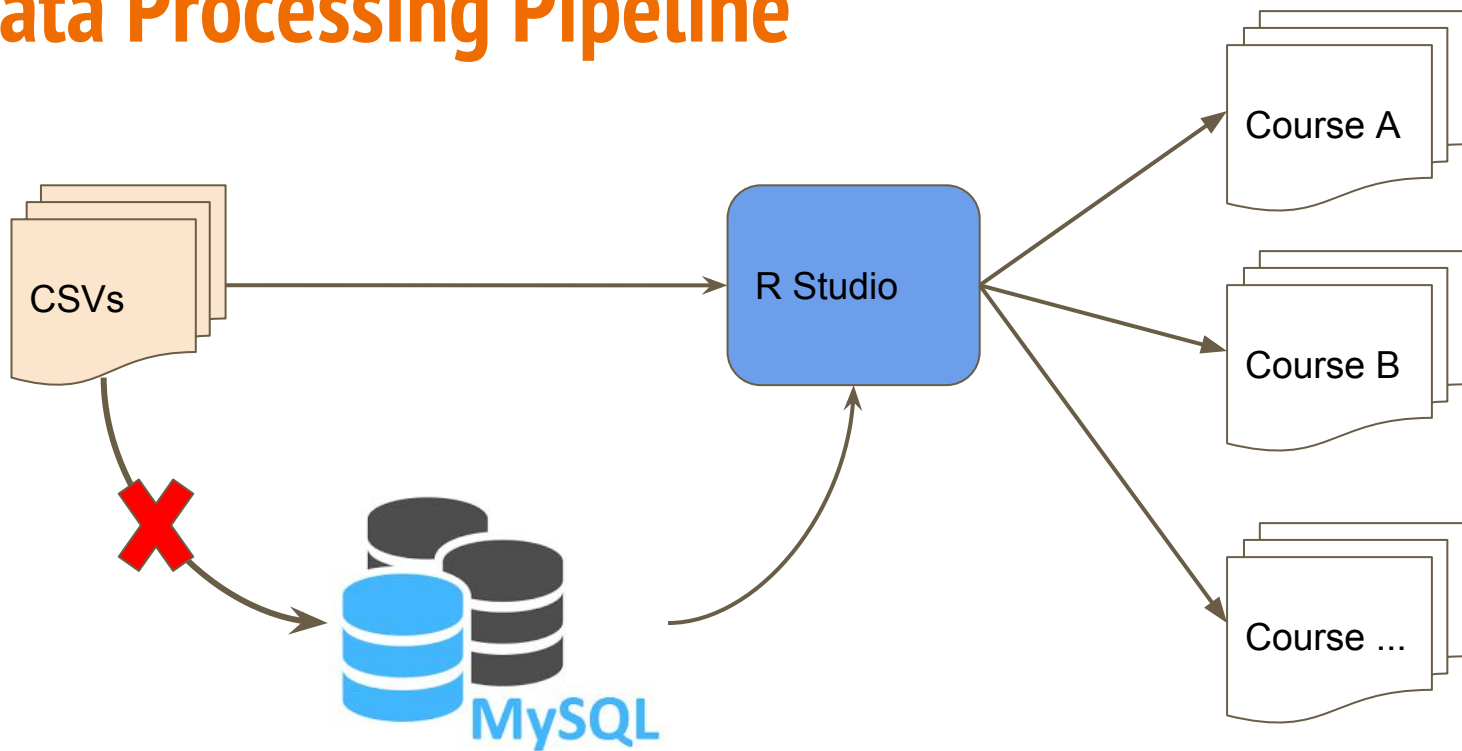 ata Processing Pipeline
Course A
CSVs
R Studio
Course B
Course ...
MySQL